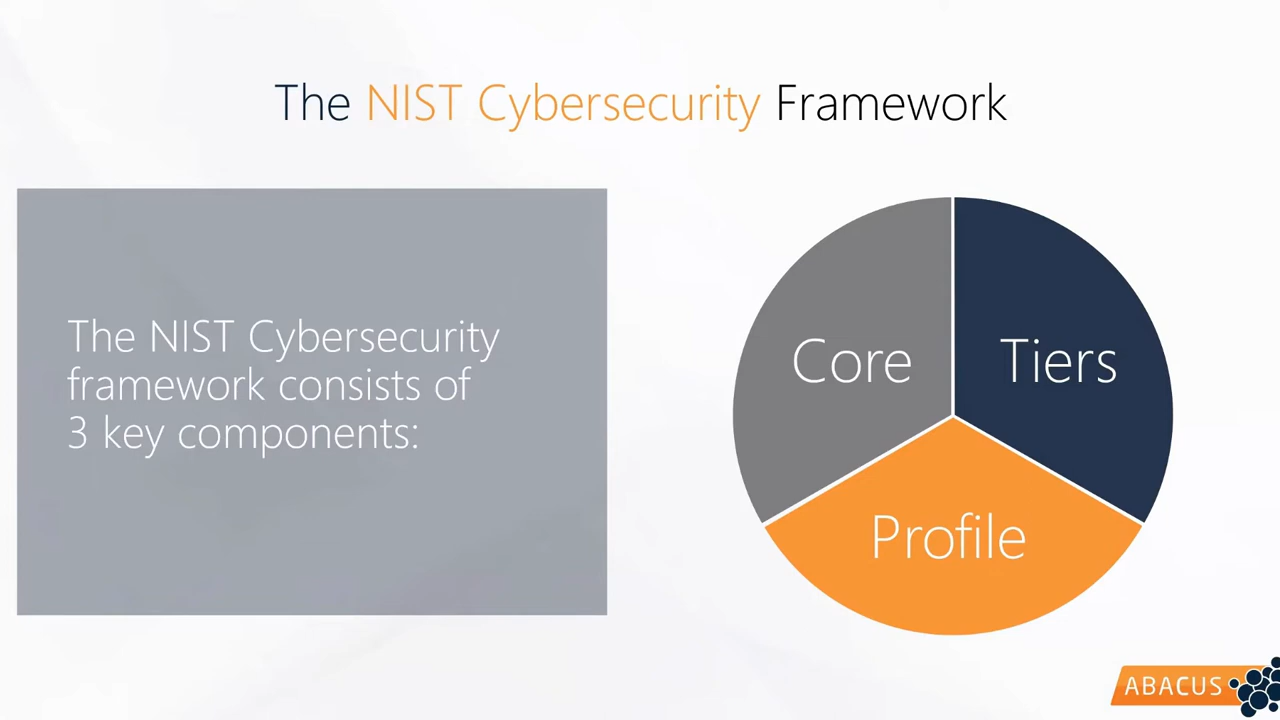 The NIST Cybersecurity Framework
The NIST Cybersecurity
framework consists of
3 key components:
Core
Tiers
Profile
ABACUS